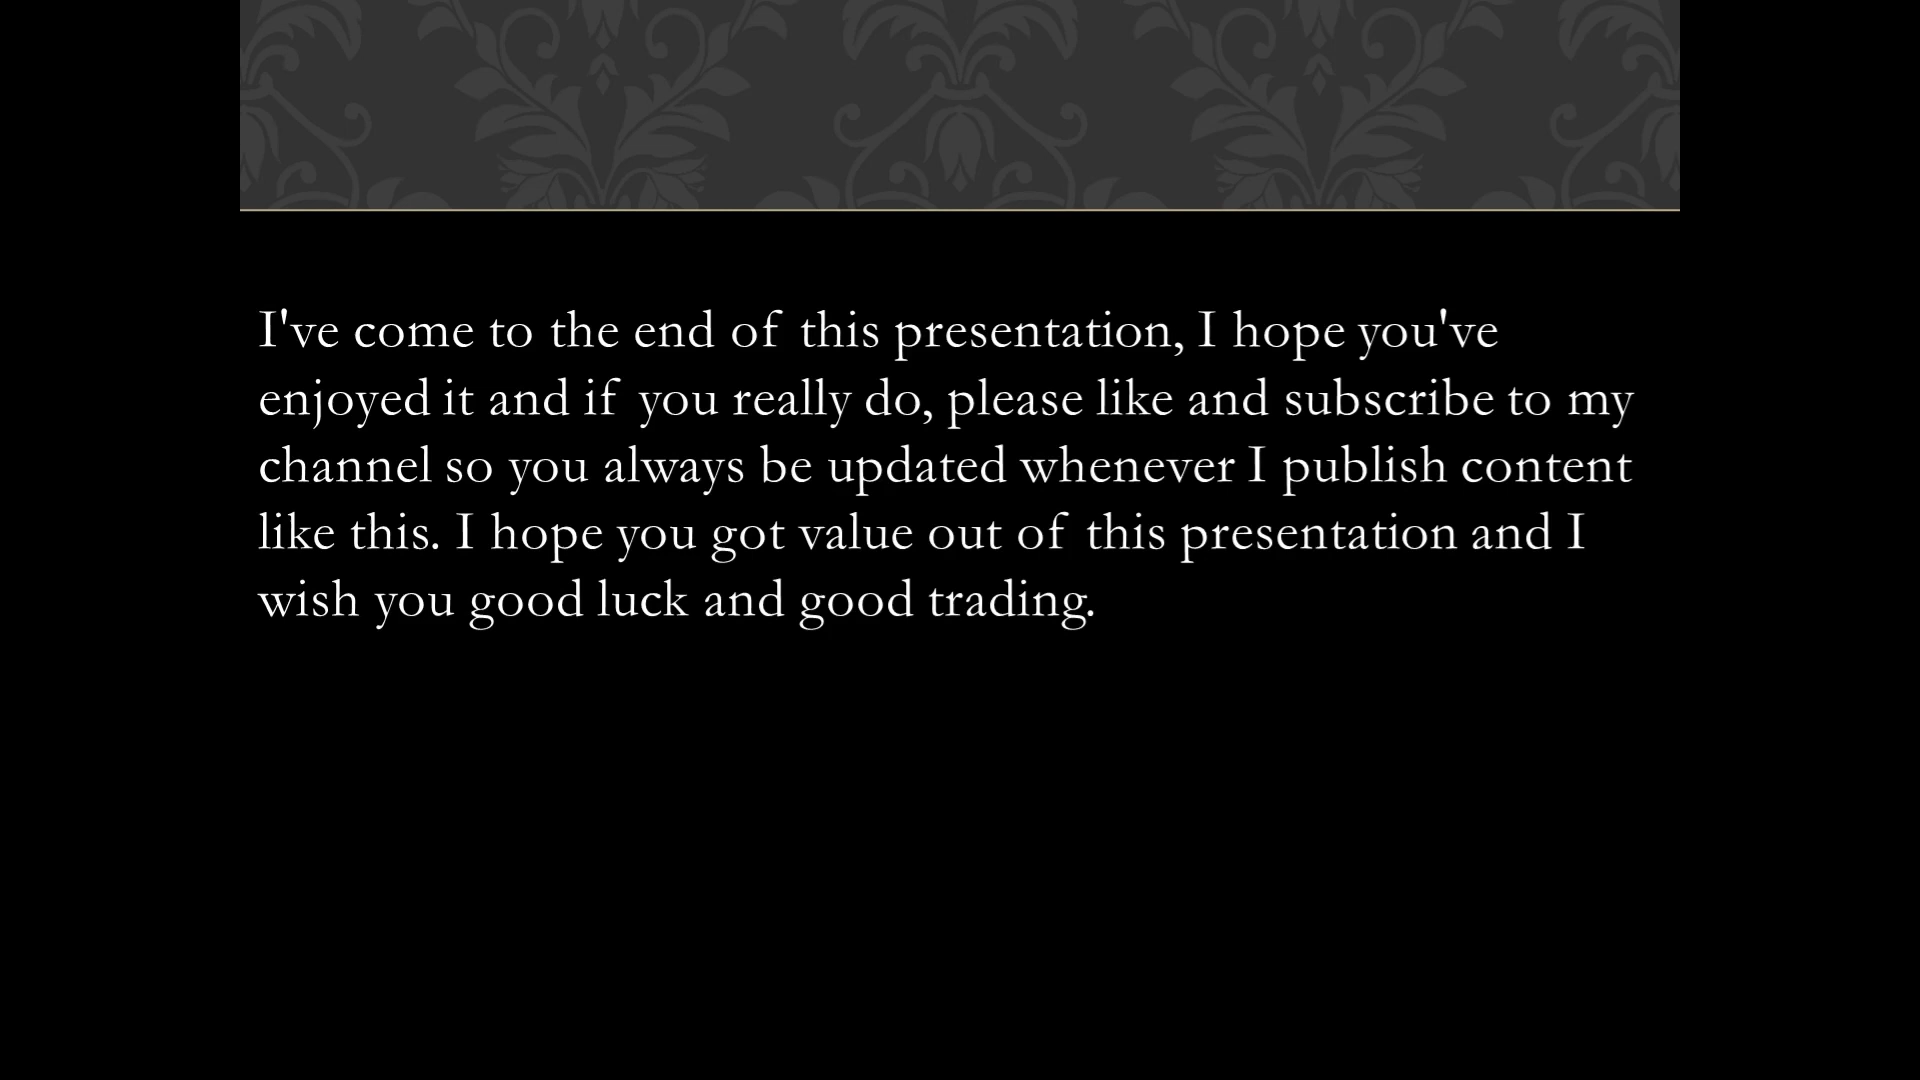 I've come to the end of this presentation, I hope you've
enjoyed it and if you really do, please like and subscribe to my
channel so you always be updated whenever I publish content
like this. I hope you got value out of this presentation and I
wish you good luck and good trading.